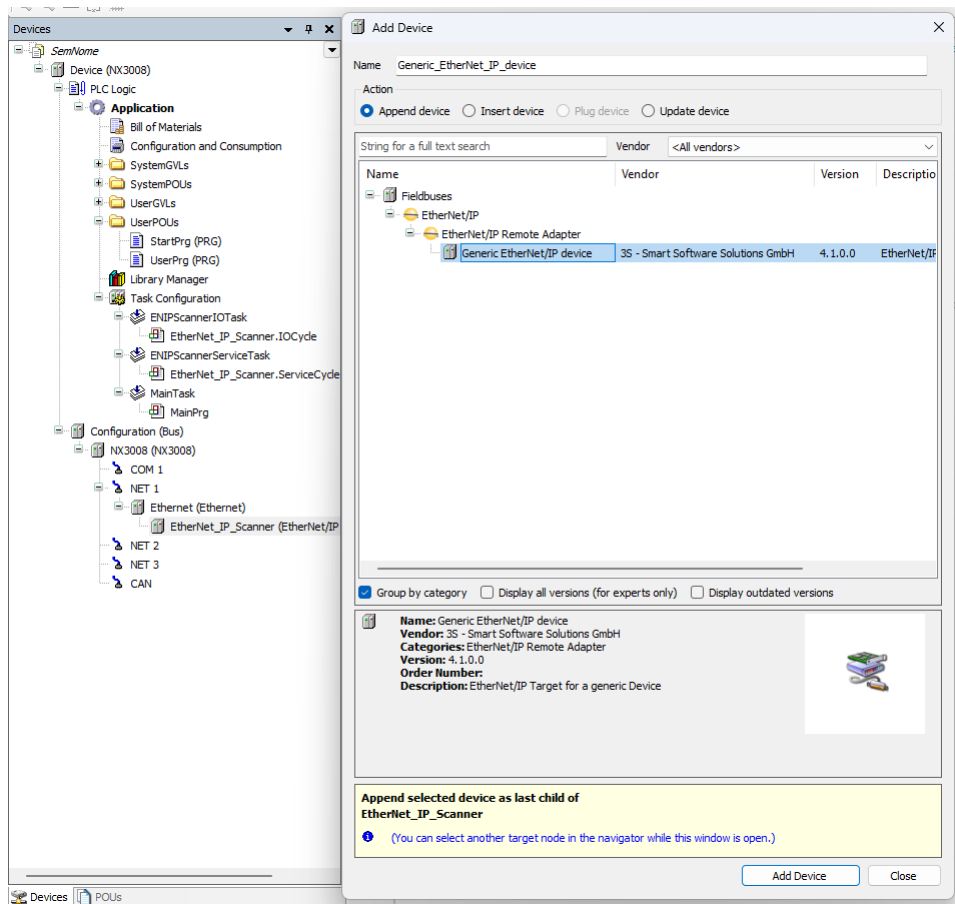 Devices
SemNome
Device (NX3008)
PLC Logic
Application
Bill of Materials
Configuration and Consumption
SystemGVLs
SystemPOUs
UserGVLs
UserPOUs
StartPrg (PRG)
UserPrg (PRG)
Library Manager
Task Configuration
ENIPScannerIOTask
EtherNet_IP_Scanner.IOCycle
ENIPScannerServiceTask
EtherNet_IP_Scanner.ServiceCycle
MainTask
MainPrg
Configuration (Bus)
NX3008 (NX3008)
COM 1
NET 1
Ethernet (Ethernet)
EtherNet_IP_Scanner (EtherNet/IP
NET 2
NET 3
CAN
Devices POUs
Add Device
Name Generic_EtherNet_IP_device
Action
Append device Insert device Plug device Update device
String for a full text search Vendor <All vendors>
Name Vendor Version Descriptio
Fieldbuses
EtherNet/IP
EtherNet/IP Remote Adapter
Generic EtherNet/IP device 3S - Smart Software Solutions GmbH 4.1.0.0 EtherNet/IP
Group by category Display all versions (for experts only) Display outdated versions
Name: Generic EtherNet/IP device
Vendor: 3S - Smart Software Solutions GmbH
Categories: EtherNet/IP Remote Adapter
Version: 4.1.0.0
Order Number:
Description: EtherNet/IP Target for a generic Device
Append selected device as last child of
EtherNet_IP_Scanner
(You can select another target node in the navigator while this window is open.)
Add Device Close